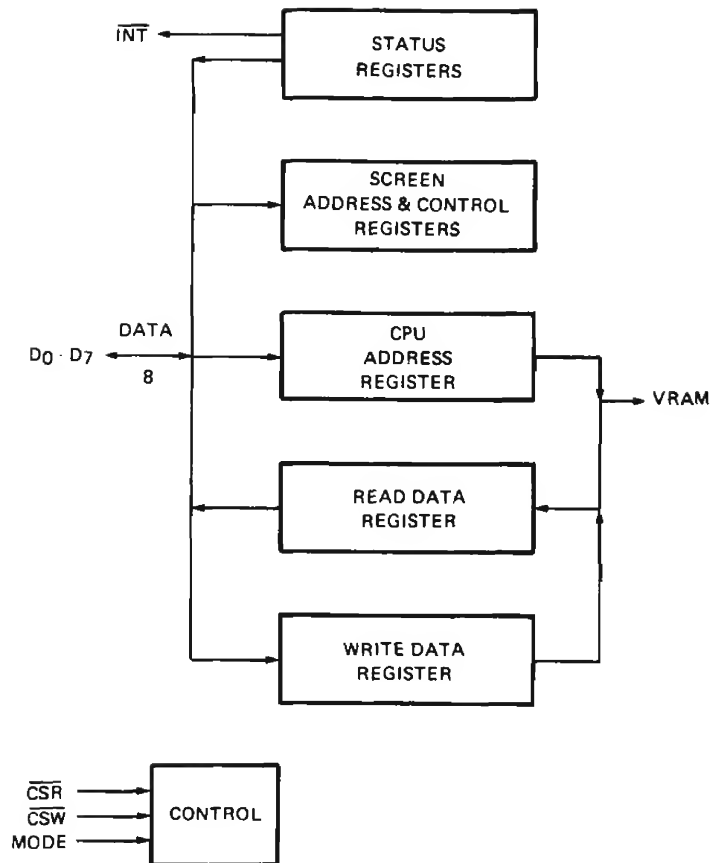 INT
STATUS
REGISTERS
SCREEN
ADDRESS & CONTROL
REGISTERS
DATA
D0 - D7
8
CPU
ADDRESS
REGISTER
VRAM
READ DATA
REGISTER
WRITE DATA
REGISTER
CSR
CSW
MODE
CONTROL